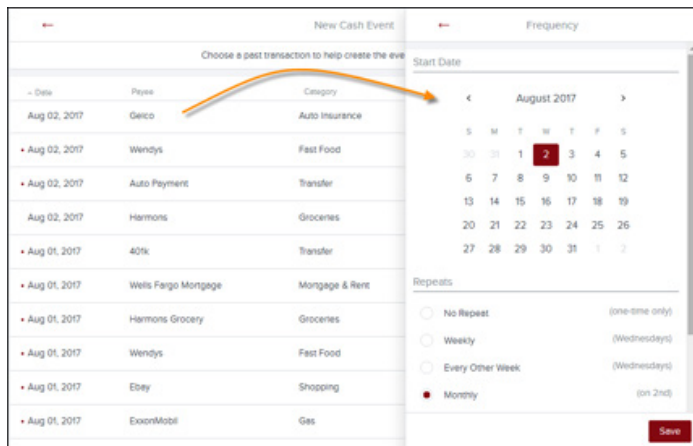 New Cash Event
Choose a past transaction to help create the eve
Date Payee Category
Aug 02, 2017 Geico Auto Insurance
Aug 02, 2017 Wendys Fast Food
Aug 02, 2017 Auto Payment Transfer
Aug 02, 2017 Harmons Groceries
Aug 01, 2017 401k Transfer
Aug 01, 2017 Wells Fargo Mortgage Mortgage & Rent
Aug 01, 2017 Harmons Grocery Groceries
Aug 01, 2017 Wendys Fast Food
Aug 01, 2017 Ebay Shopping
Aug 01, 2017 ExxonMobil Gas
Frequency
Start Date
August 2017
S M T W T F S
30 31 1 2 3 4 5
6 7 8 9 10 11 12
13 14 15 16 17 18 19
20 21 22 23 24 25 26
27 28 29 30 31 1 2
Repeats
No Repeat (one-time only)
Weekly (Wednesdays)
Every Other Week (Wednesdays)
Monthly (on 2nd)
Save